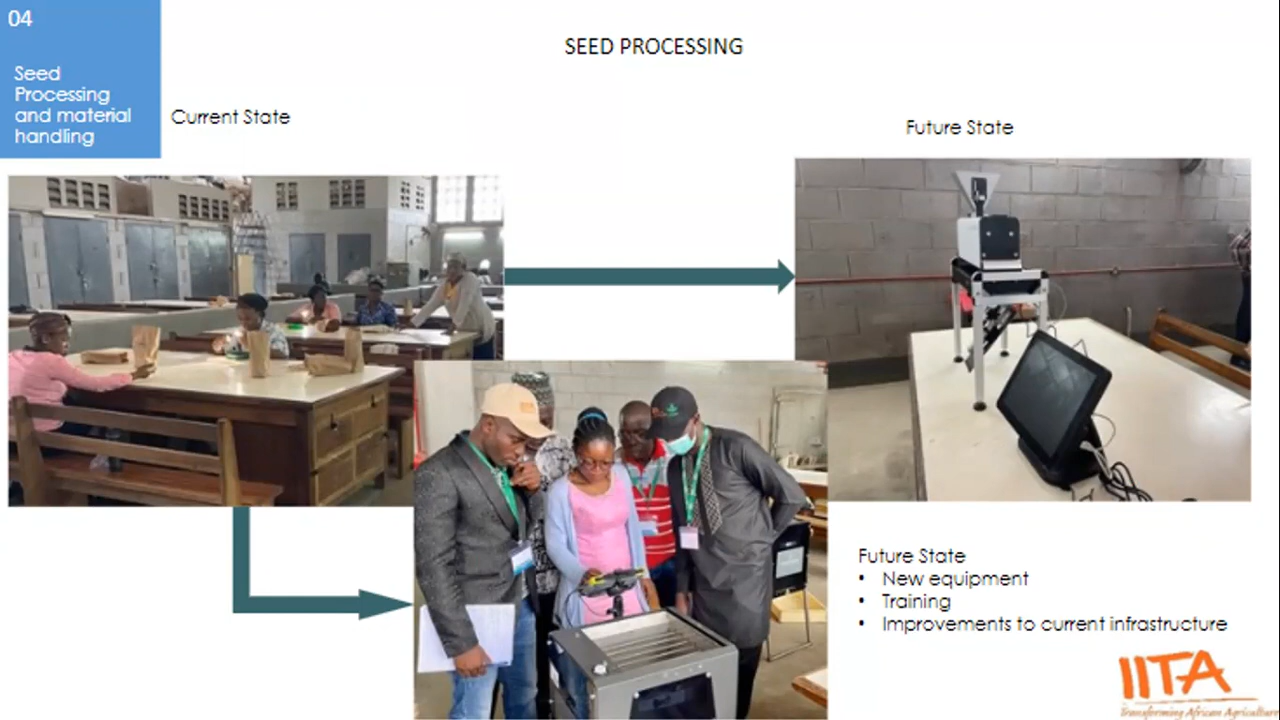 04
Seed
Processing
and material
handling
SEED PROCESSING
Current State
Future State
Future State
• New equipment
• Training
• Improvements to current infrastructure
IITA
Transforming African Agriculture